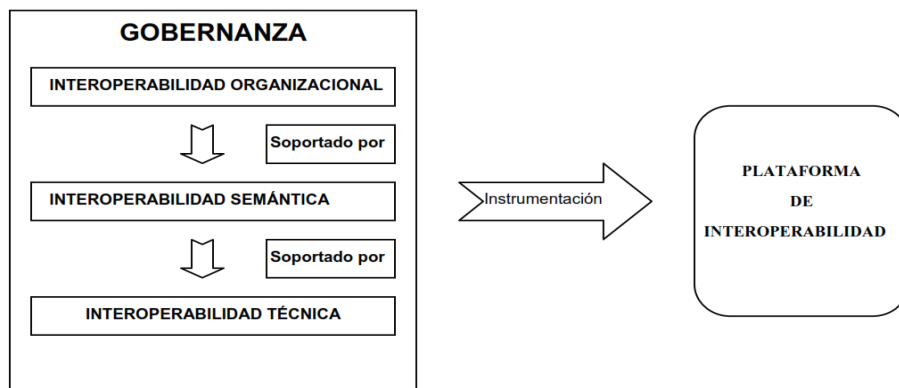 GOBERNANZA
INTEROPERABILIDAD ORGANIZACIONAL
Soportado por
INTEROPERABILIDAD SEMÁNTICA
Soportado por
INTEROPERABILIDAD TÉCNICA
Instrumentación
PLATAFORMA
DE
INTEROPERABILIDAD